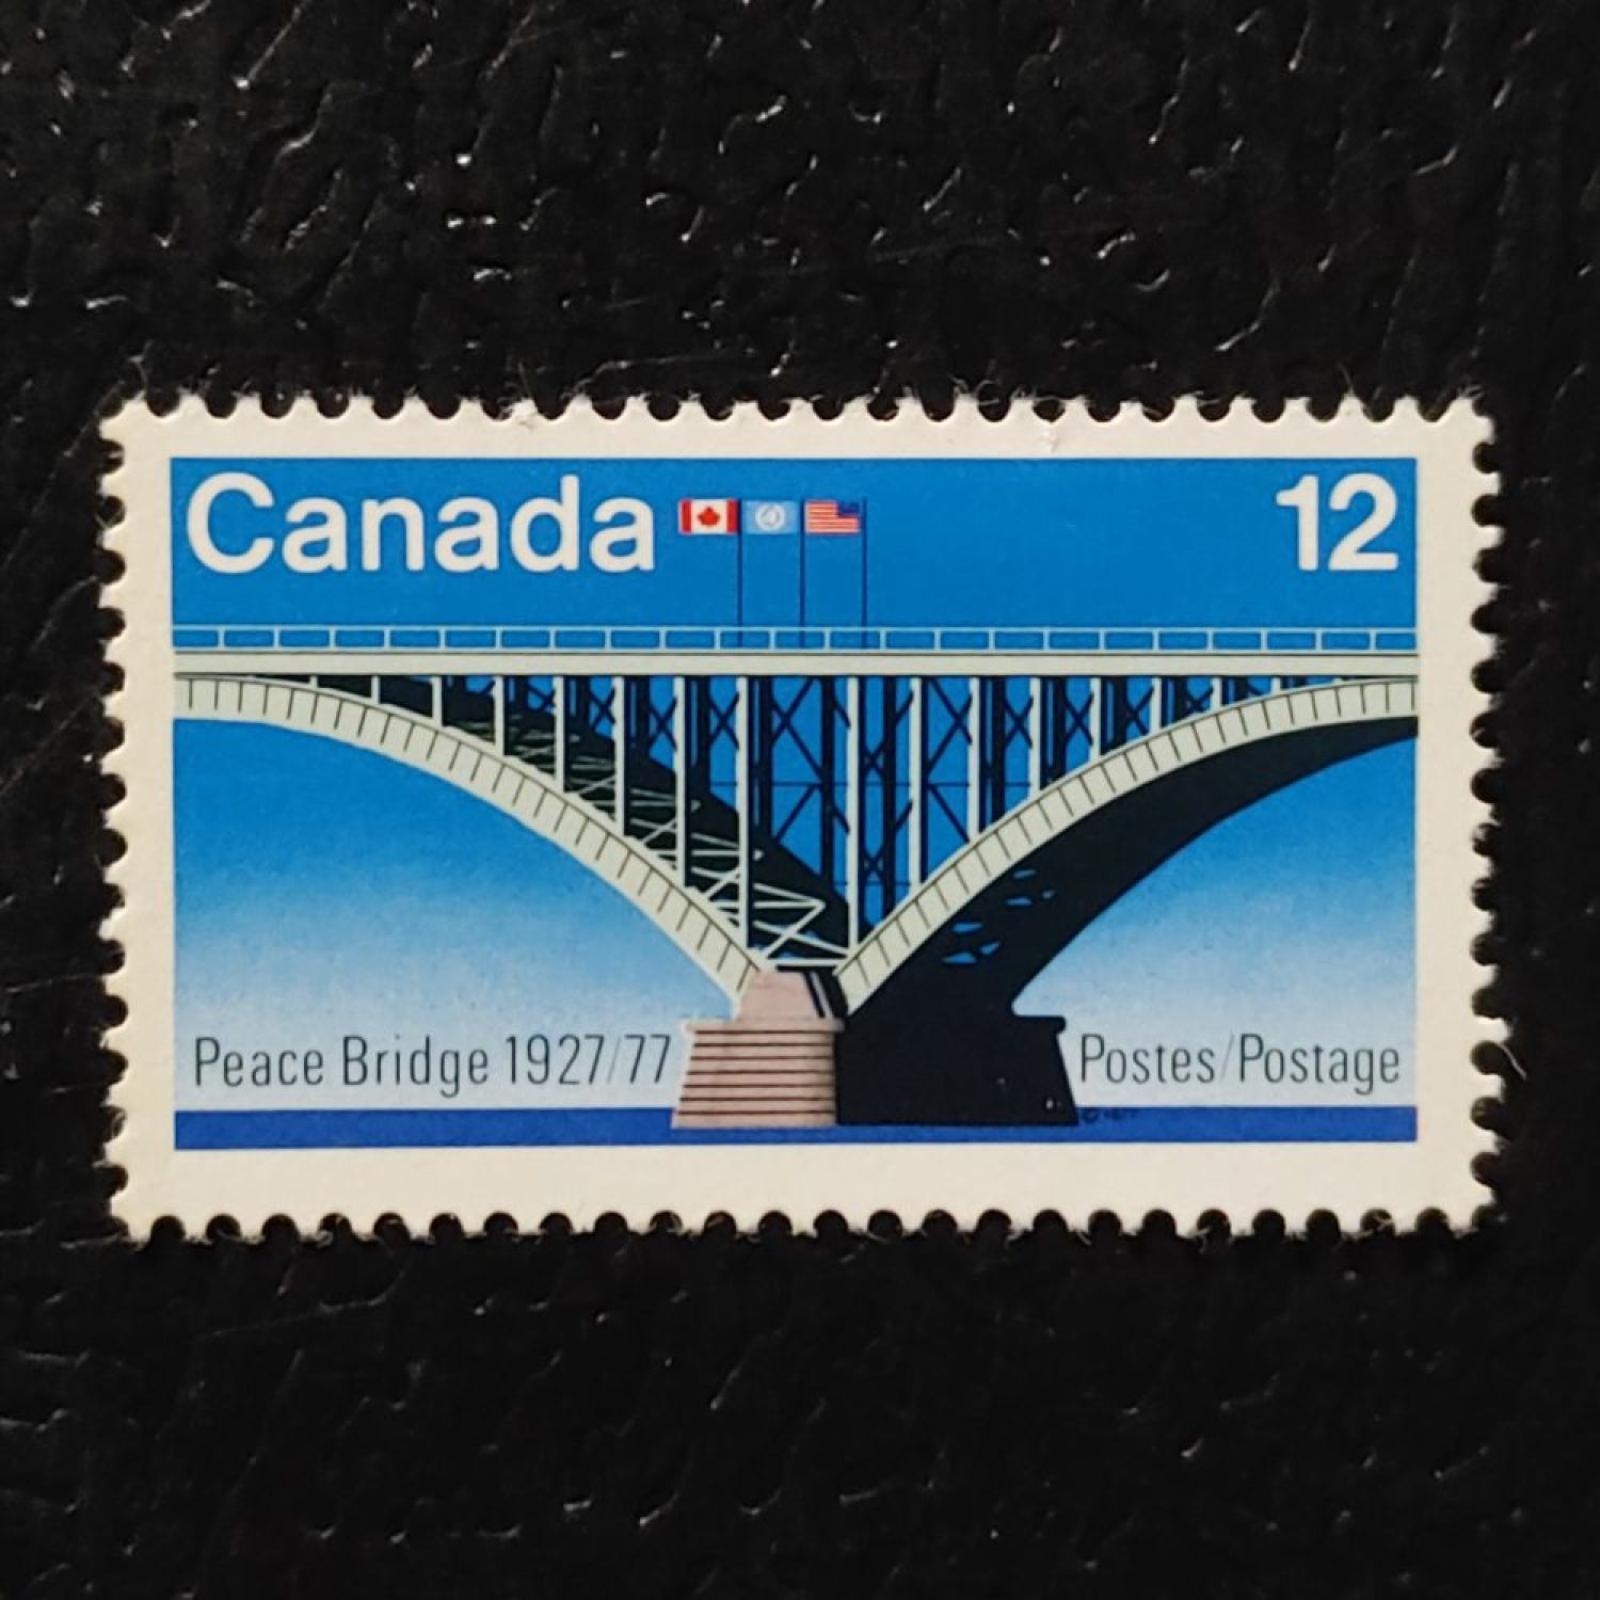 Canada 12
Peace Bridge 1927/77 Postes/Postage